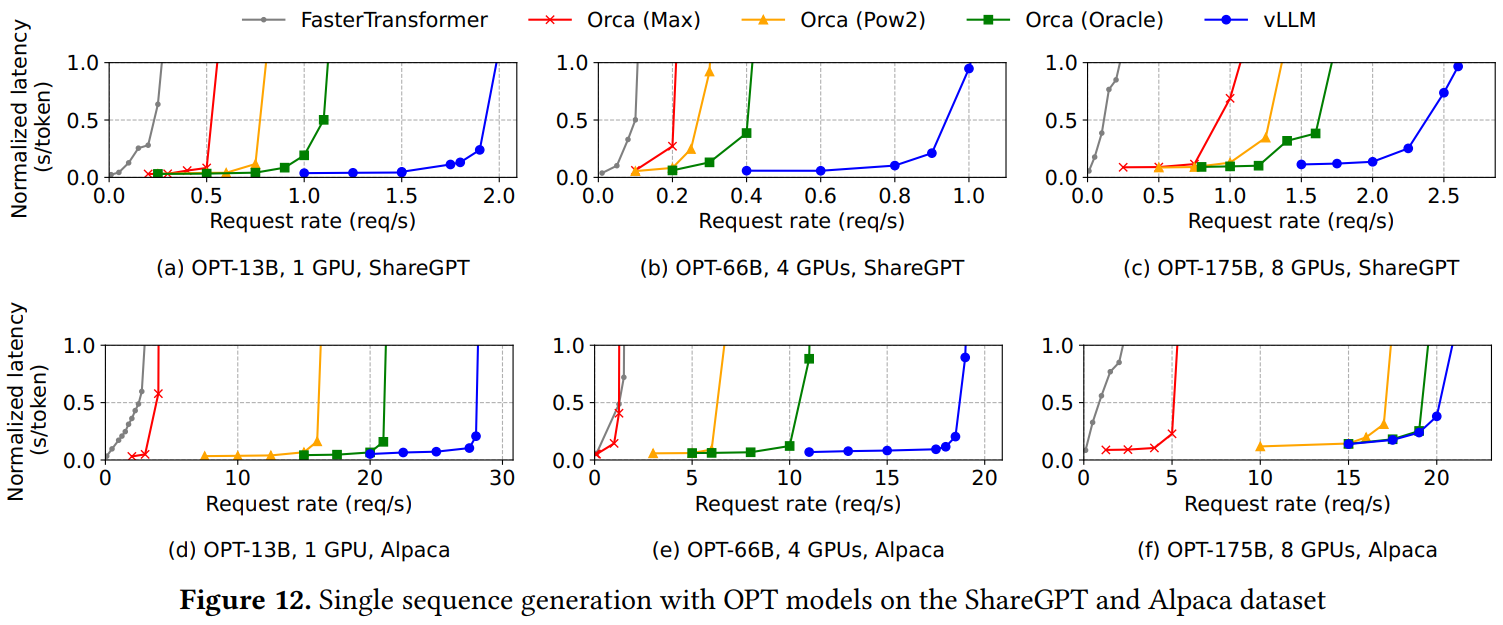 FasterTransformer Orca (Max) Orca (Pow2) Orca (Oracle) vLLM
Normalized latency
(s/token)
1.0
0.5
0.0
0.0 0.5 1.0 1.5 2.0
Request rate (req/s)
(a) OPT-13B, 1 GPU, ShareGPT
1.0
0.5
0.0
0.0 0.2 0.4 0.6 0.8 1.0
Request rate (req/s)
(b) OPT-66B, 4 GPUs, ShareGPT
1.0
0.5
0.0
0.0 0.5 1.0 1.5 2.0 2.5
Request rate (req/s)
(c) OPT-175B, 8 GPUs, ShareGPT
Normalized latency
(s/token)
1.0
0.5
0.0
0 10 20 30
Request rate (req/s)
(d) OPT-13B, 1 GPU, Alpaca
1.0
0.5
0.0
0 5 10 15 20
Request rate (req/s)
(e) OPT-66B, 4 GPUs, Alpaca
1.0
0.5
0.0
0 5 10 15 20
Request rate (req/s)
(f) OPT-175B, 8 GPUs, Alpaca
Figure 12. Single sequence generation with OPT models on the ShareGPT and Alpaca dataset